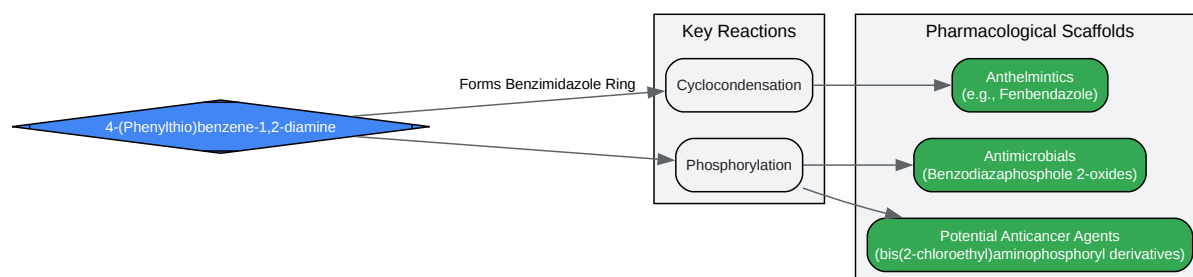 Key Reactions
Pharmacological Scaffolds
Forms Benzimidazole Ring
Cyclocondensation
Anthelmintics
(e.g., Fenbendazole)
4-(Phenylthio)benzene-1,2-diamine
Phosphorylation
Antimicrobials
(Benzodiazaphosphole 2-oxides)
Potential Anticancer Agents
(bis(2-chloroethyl)aminophosphoryl derivatives)